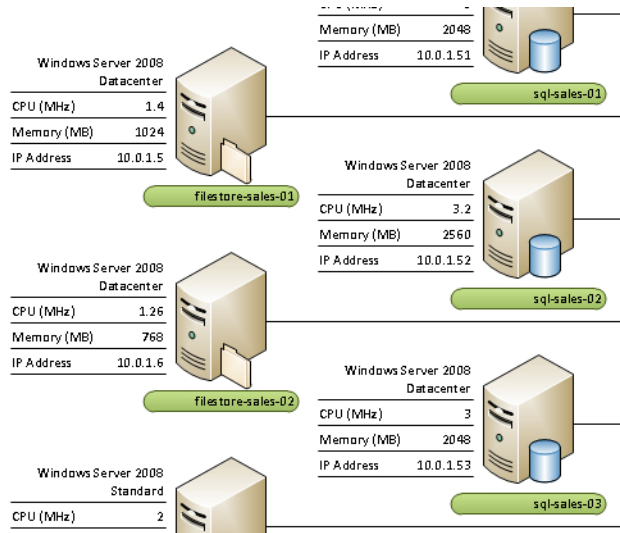 Memory (MB) 2048
IP Address 10.0.1.51
sql-sales-01
Windows Server 2008
Datacenter
CPU (MHz) 1.4
Memory (MB) 1024
IP Address 10.0.1.5
filestore-sales-01
Windows Server 2008
Datacenter
CPU (MHz) 3.2
Memory (MB) 2560
IP Address 10.0.1.52
sql-sales-02
Windows Server 2008
Datacenter
CPU (MHz) 1.26
Memory (MB) 768
IP Address 10.0.1.6
filestore-sales-02
Windows Server 2008
Datacenter
CPU (MHz) 3
Memory (MB) 2048
IP Address 10.0.1.53
sql-sales-03
Windows Server 2008
Standard
CPU (MHz) 2